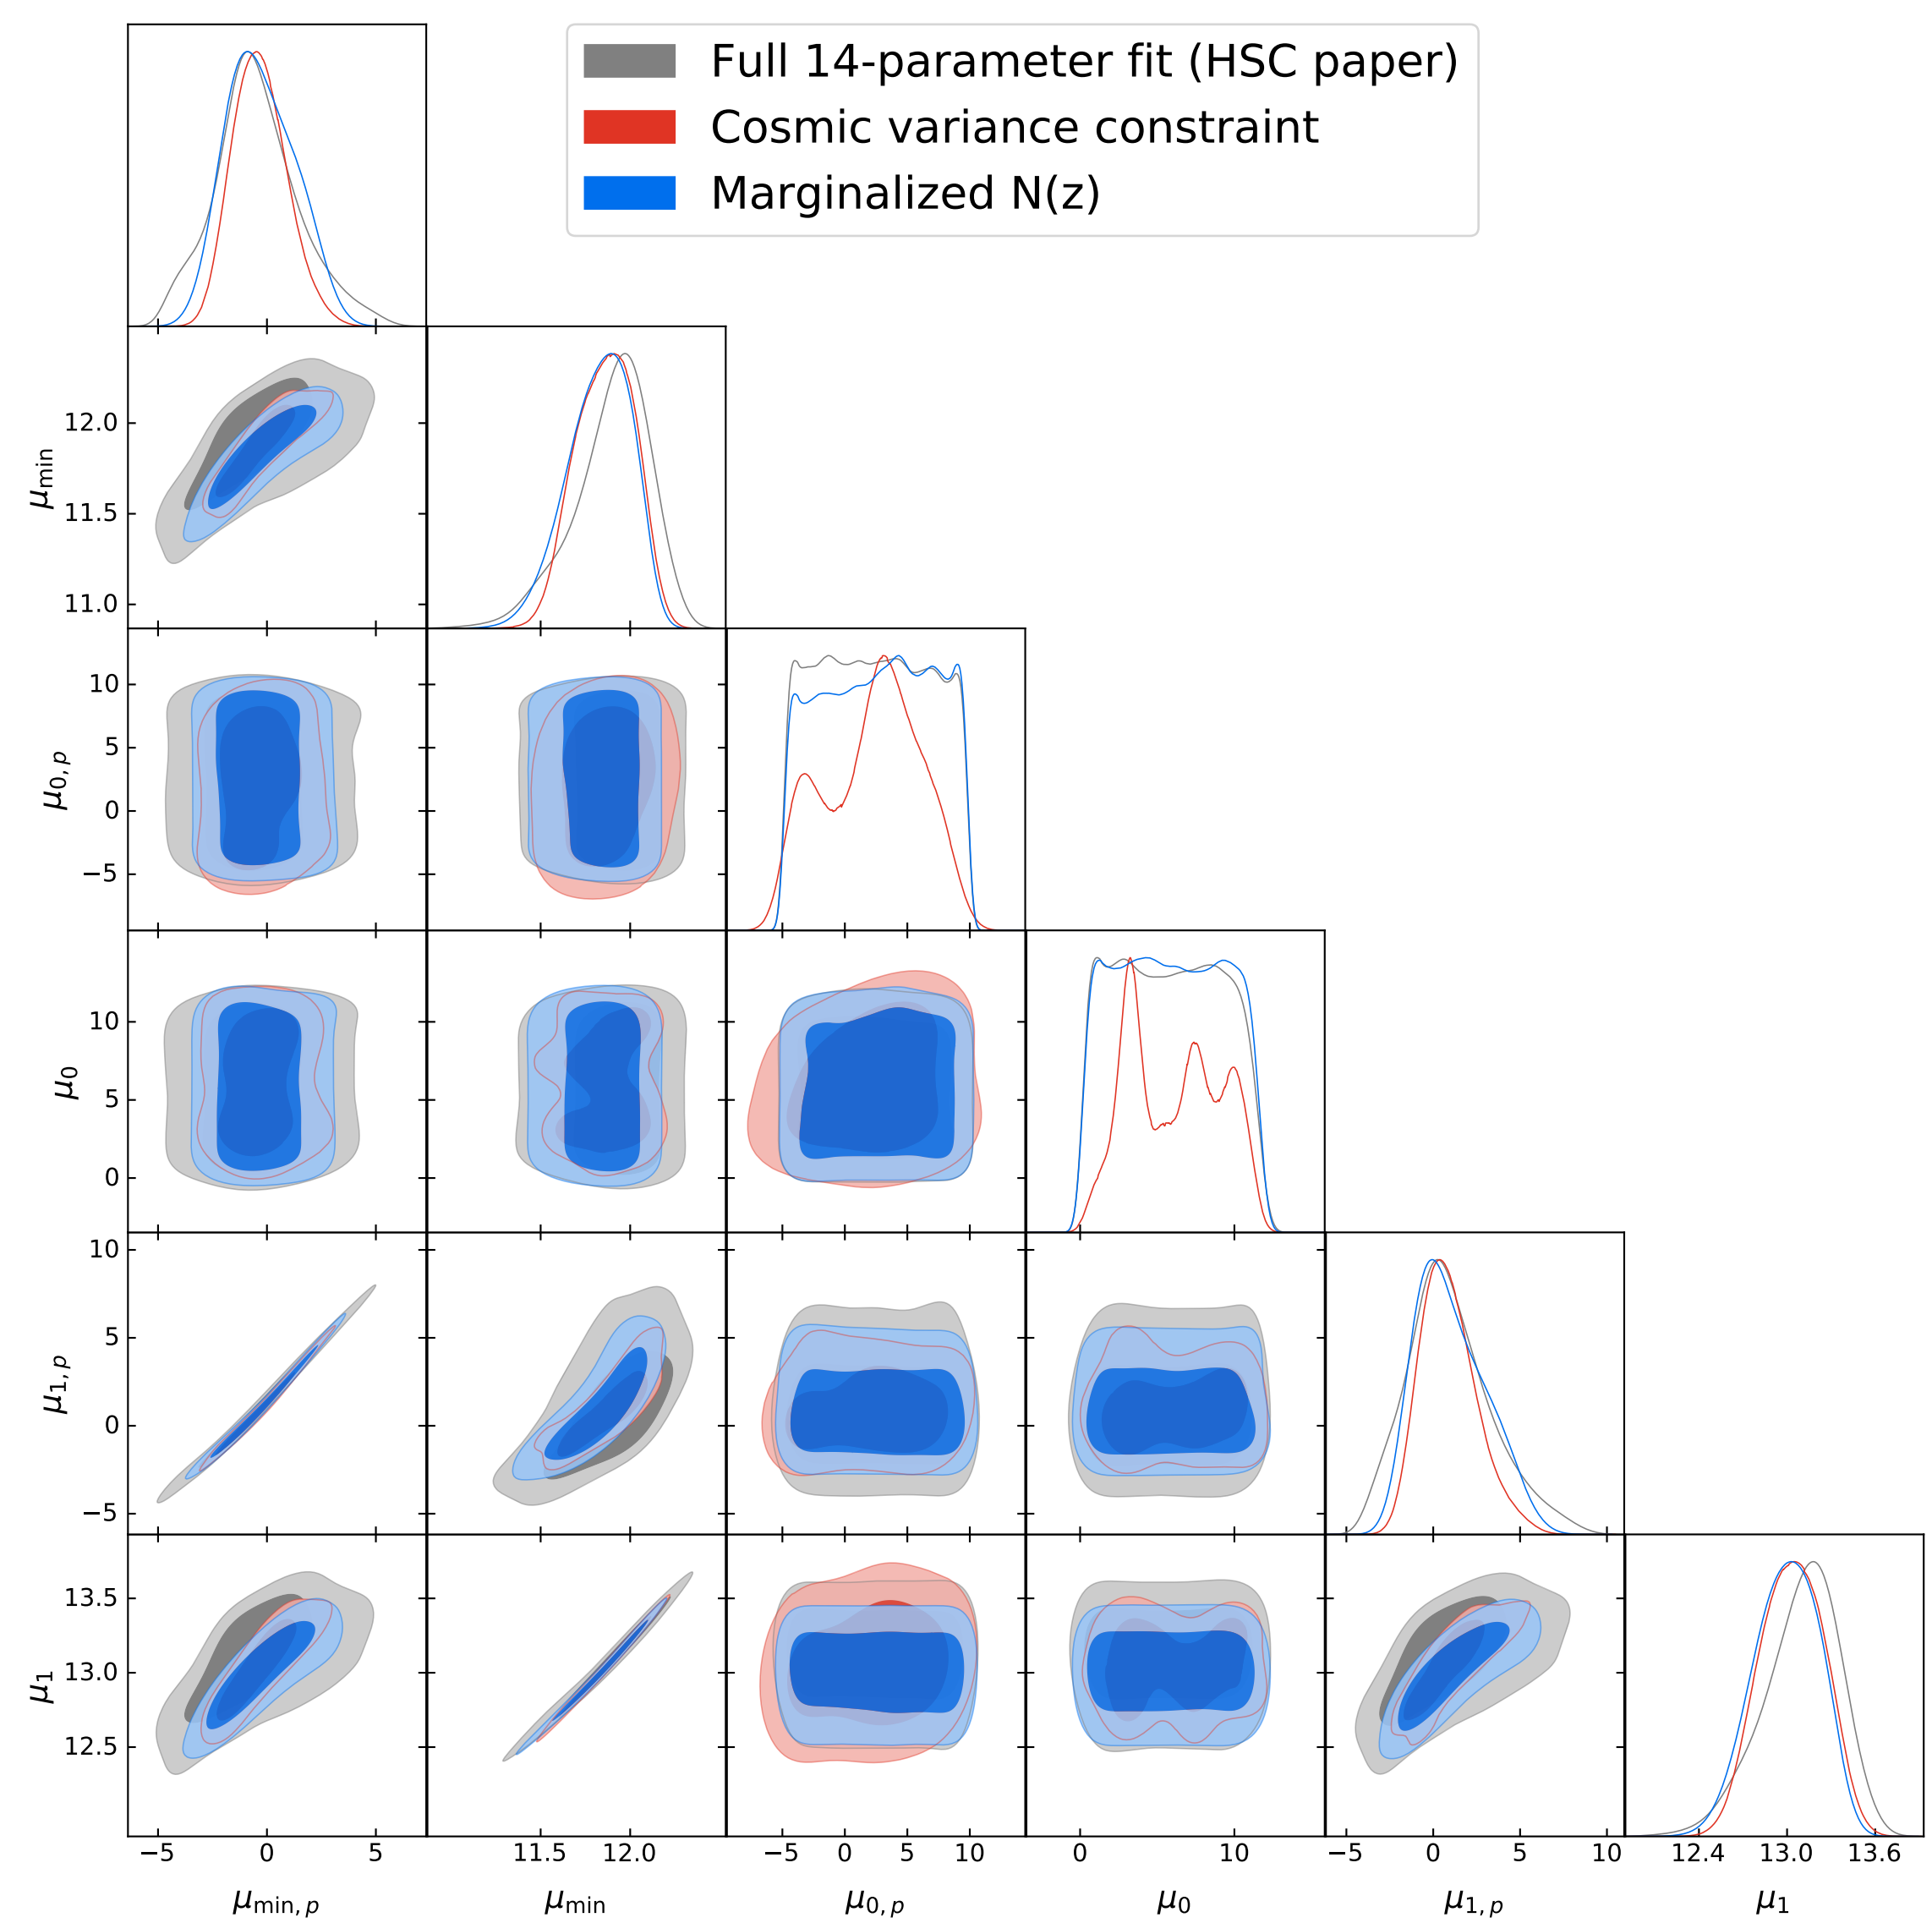 Full 14-parameter fit (HSC paper)
Cosmic variance constraint
Marginalized N(z)
12.0
11.5
11.0
μmin
10
5
0
−5
μ0, p
10
5
0
μ0
10
5
0
−5
μ1, p
13.5
13.0
12.5
μ1
−5 0 5 11.5 12.0 −5 0 5 10 0 10 −5 0 5 10 12.4 13.0 13.6
μmin, p μmin μ0, p μ0 μ1, p μ1